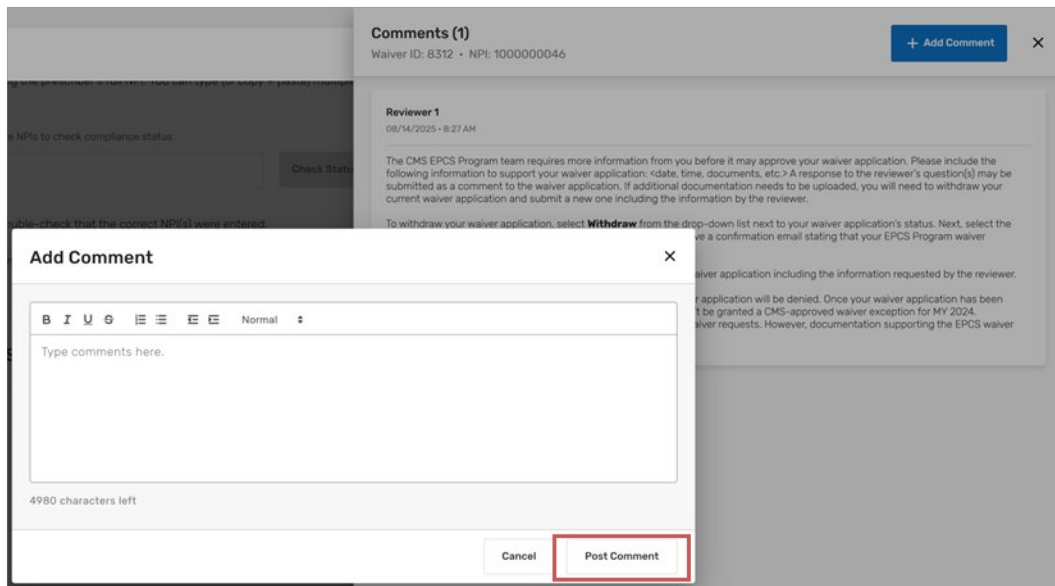 Comments (1)
+ Add Comment
Waiver ID: 8312 • NPI: 1000000046
ing the prescriber's full NPI. You can type (or copy + paste) multiple
e NPIs to check compliance status.
Check Statu
uble-check that the correct NPI(s) were entered.
Reviewer 1
08/14/2025 • 8:27 AM
The CMS EPCS Program team requires more information from you before it may approve your waiver application. Please include the
following information to support your waiver application: <date, time, documents, etc.> A response to the reviewer's question(s) may be
submitted as a comment to the waiver application. If additional documentation needs to be uploaded, you will need to withdraw your
current waiver application and submit a new one including the information by the reviewer.
To withdraw your waiver application, select Withdraw from the drop-down list next to your waiver application's status. Next, select the
ve a confirmation email stating that your EPCS Program waiver
aiver application including the information requested by the reviewer.
r application will be denied. Once your waiver application has been
't be granted a CMS-approved waiver exception for MY 2024.
aiver requests. However, documentation supporting the EPCS waiver
Add Comment
B I U S Normal
Type comments here.
4980 characters left
Cancel
Post Comment